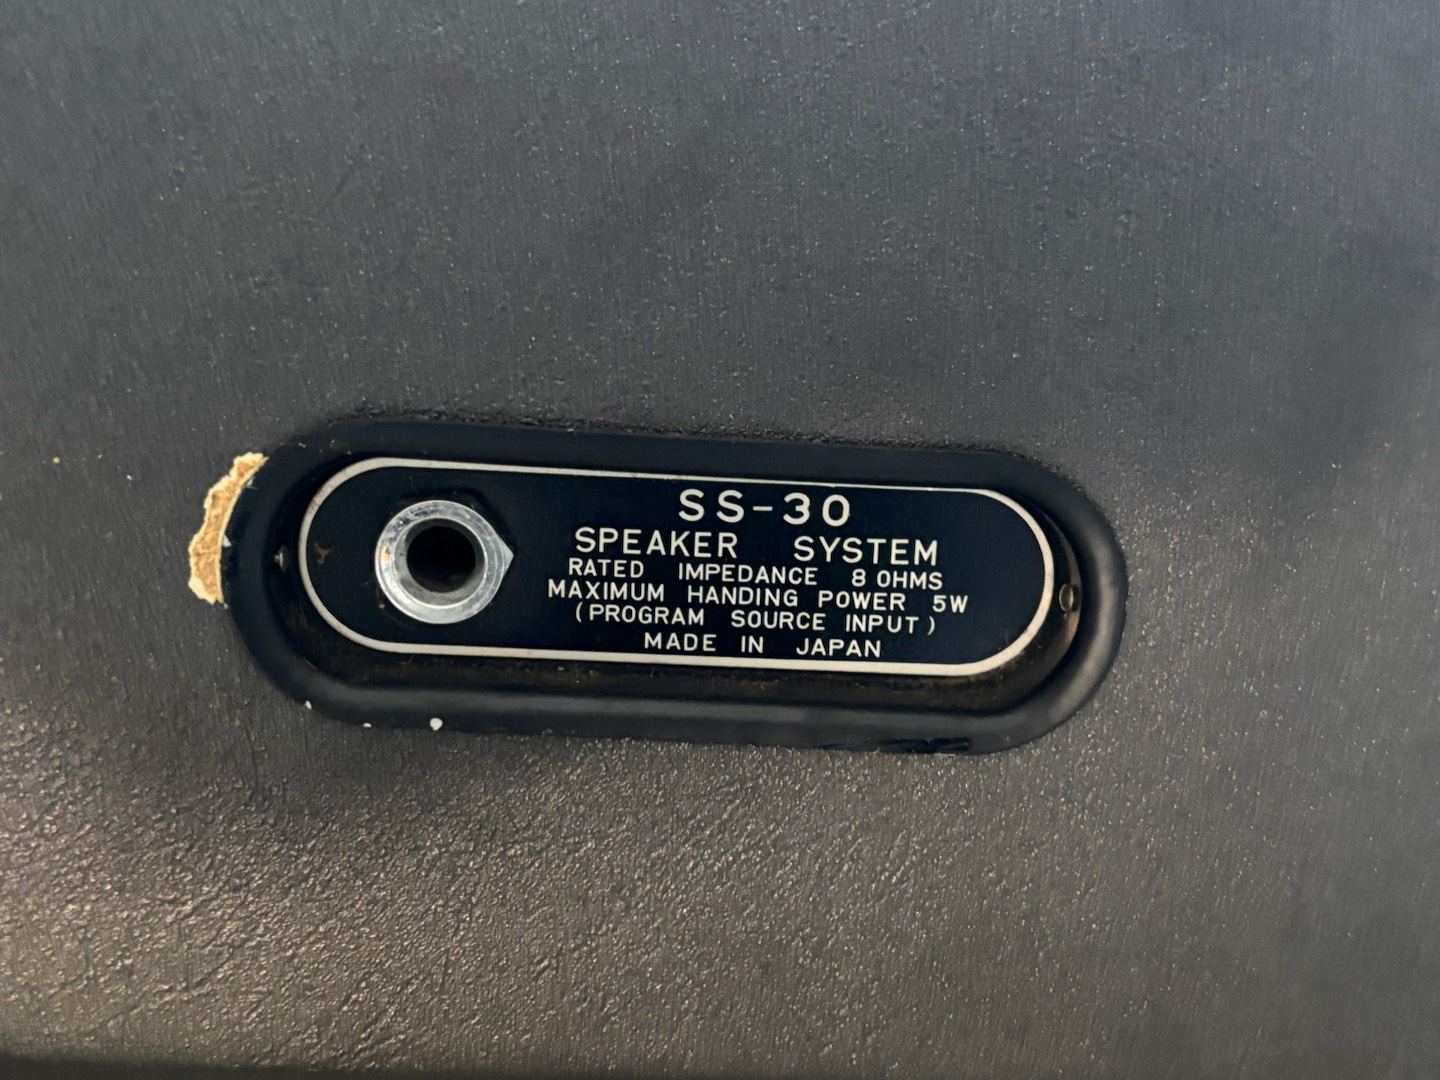 SS-30
SPEAKER SYSTEM
RATED IMPEDANCE 8 OHMS
MAXIMUM HANDING POWER 5W
(PROGRAM SOURCE INPUT)
MADE IN JAPAN